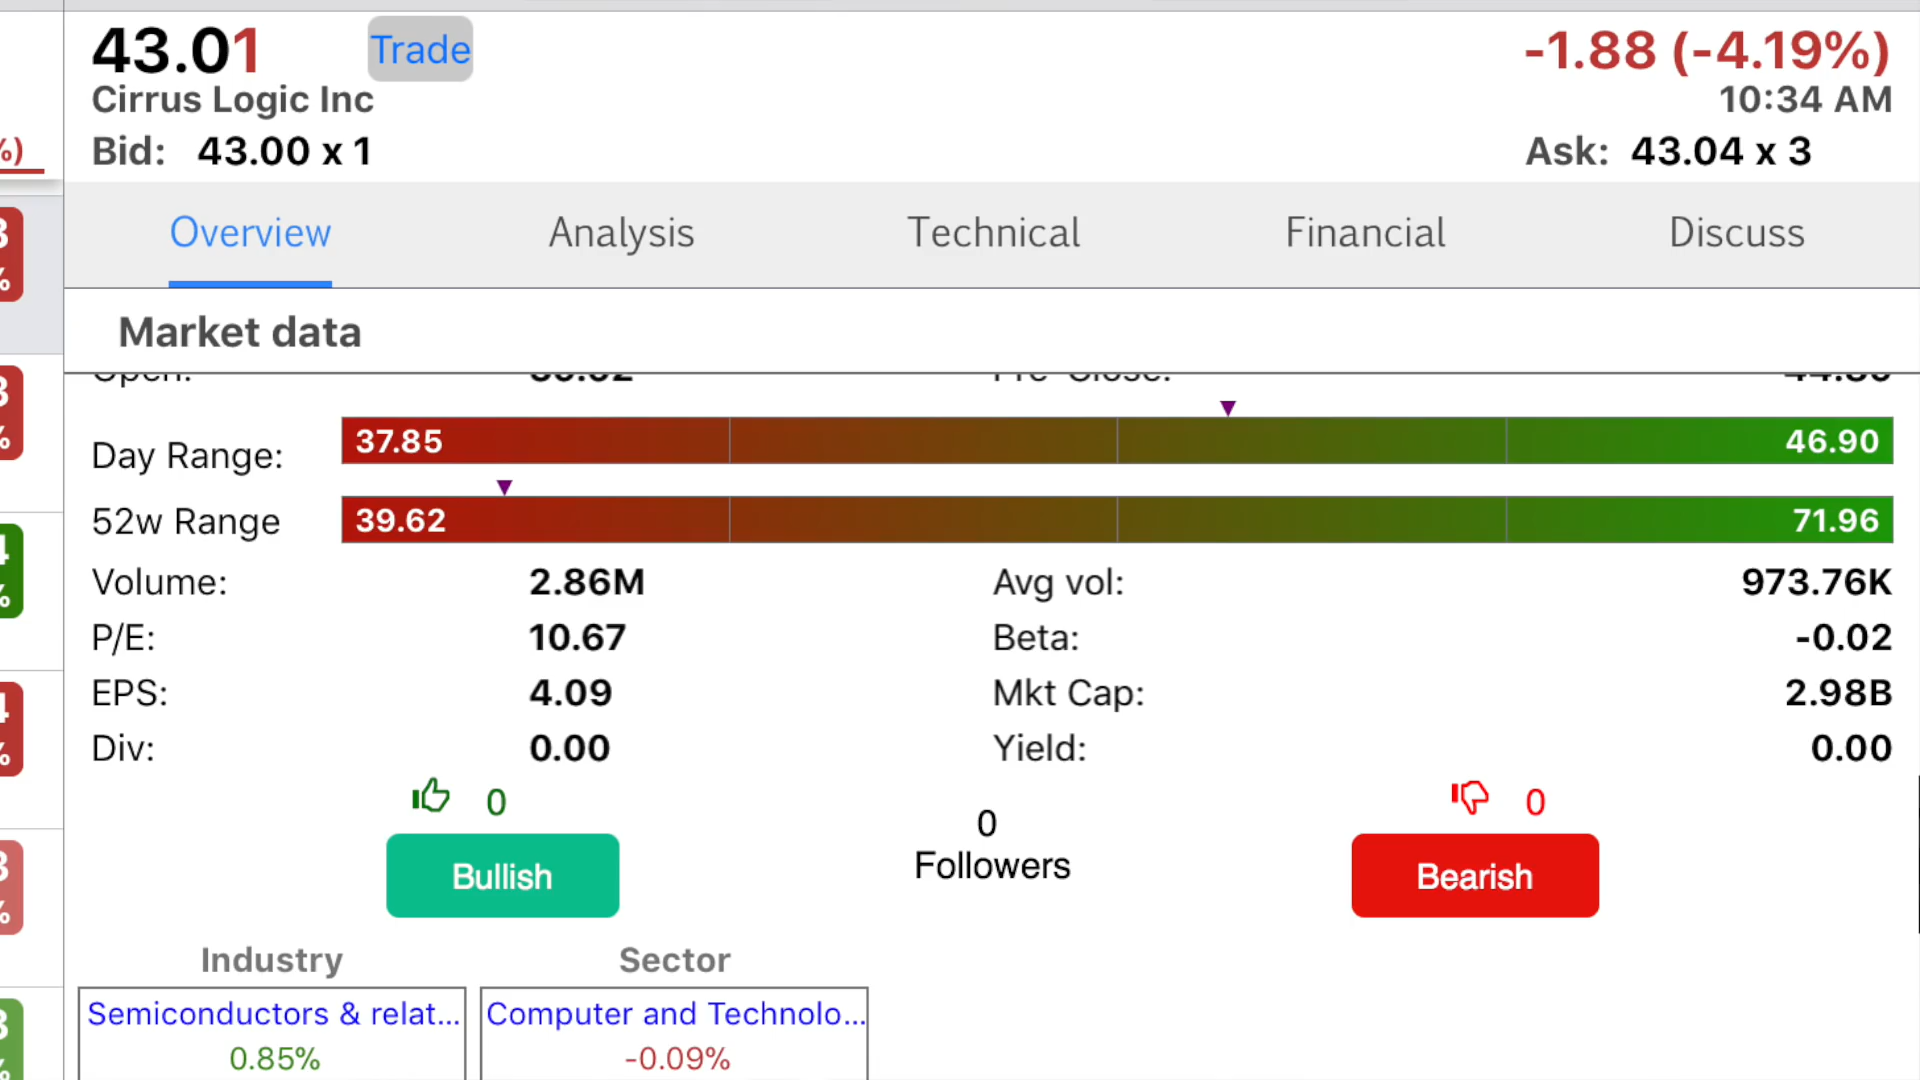 43.01 Trade -1.88 (-4.19%)
Cirrus Logic Inc 10:34 AM
%)
Bid: 43.00 x 1 Ask: 43.04 x 3
Overview Analysis Technical Financial Discuss
Market data
Day Range: 37.85 46.90
52w Range 39.62 71.96
Volume: 2.86M Avg vol: 973.76K
P/E: 10.67 Beta: -0.02
EPS: 4.09 Mkt Cap: 2.98B
Div: 0.00 Yield: 0.00
0 0
0
Followers
Bullish Bearish
Industry Sector
Semiconductors & relat... Computer and Technolo...
0.85% -0.09%